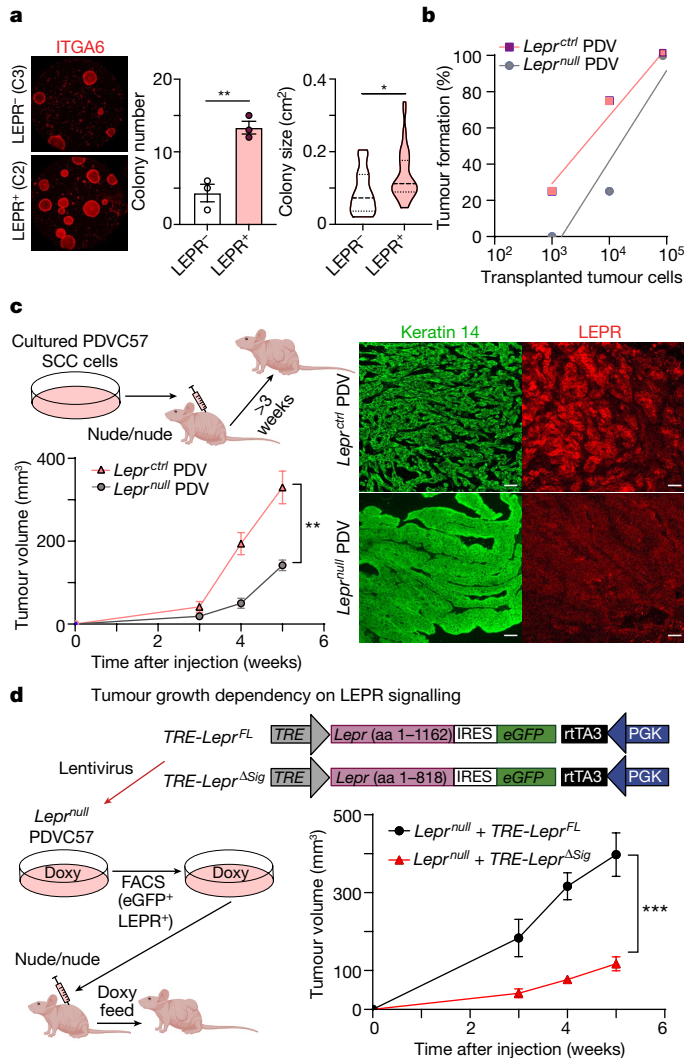 a
ITGA6
LEPR⁻ (C3)
LEPR⁺ (C2)
Colony number
20
15
10
5
0
**
LEPR⁻
LEPR⁺
Colony size (cm²)
0.4
0.2
0.1
0
*
LEPR⁻
LEPR⁺
b
Tumour formation (%)
100
80
60
40
20
0
Lepr^ctrl PDV
Lepr^null PDV
10² 10³ 10⁴ 10⁵
Transplanted tumour cells
c
Cultured PDVC57
SCC cells
Nude/nude
>3
weeks
Tumour volume (mm³)
400
200
0
Lepr^ctrl PDV
Lepr^null PDV
**
0 2 4 6
Time after injection (weeks)
Keratin 14
LEPR
Lepr^ctrl PDV
Lepr^null PDV
d
Tumour growth dependency on LEPR signalling
TRE-Lepr^FL
TRE Lepr (aa 1–1162) IRES eGFP rtTA3 PGK
TRE-Lepr^ΔSig
TRE Lepr (aa 1–818) IRES eGFP rtTA3 PGK
Lentivirus
Lepr^null
PDVC57
Doxy
FACS
(eGFP⁺
LEPR⁺)
Doxy
Nude/nude
Doxy
feed
Tumour volume (mm³)
500
400
300
200
100
0
Lepr^null + TRE-Lepr^FL
Lepr^null + TRE-Lepr^ΔSig
***
0 2 4 6
Time after injection (weeks)